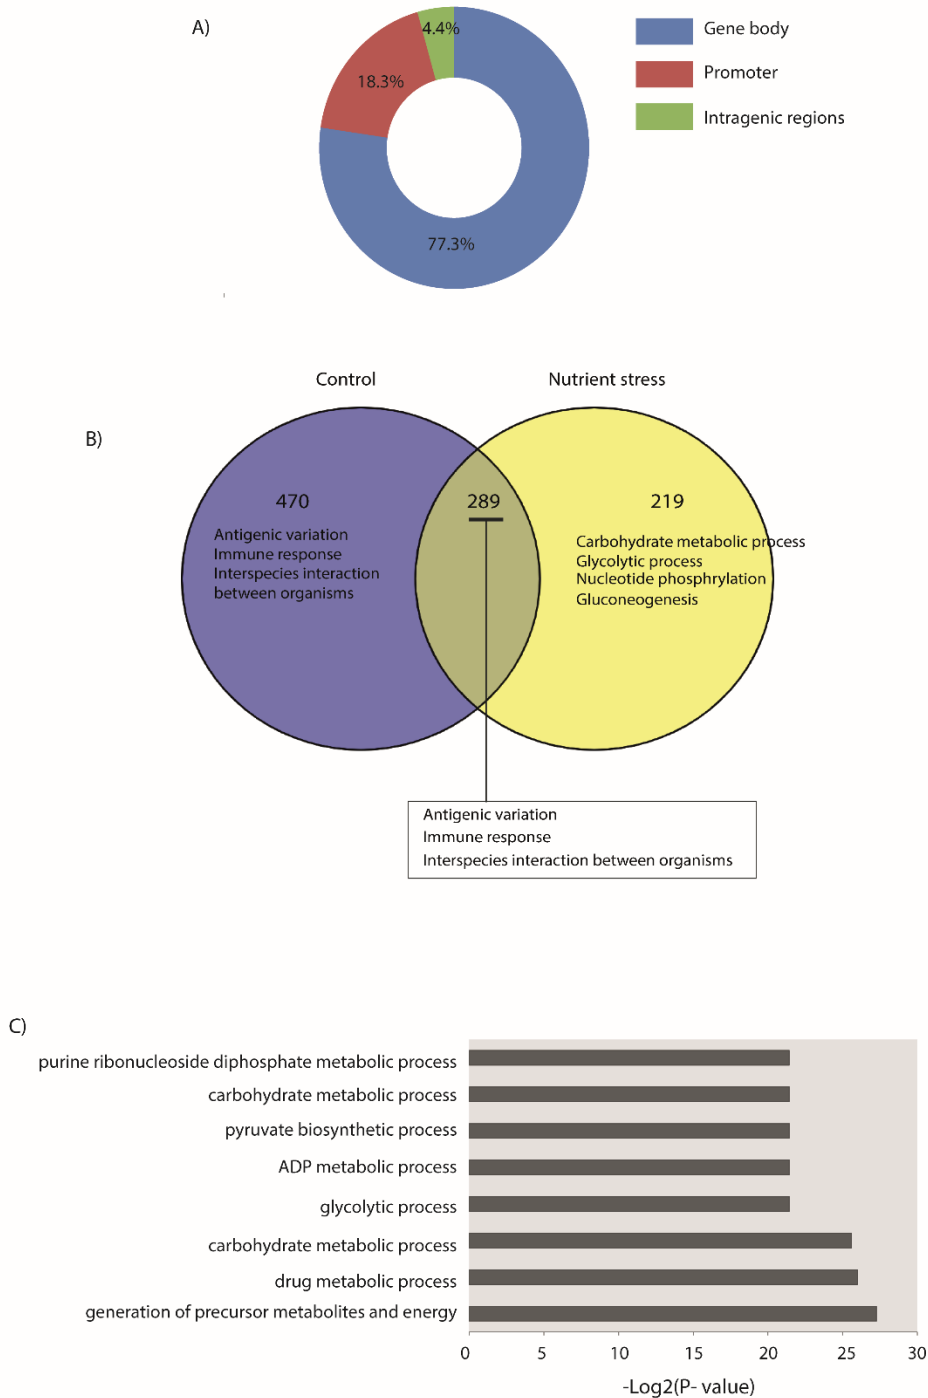 A)
4.4%
18.3%
77.3%
Gene body
Promoter
Intragenic regions
B)
Control
Nutrient stress
470
Antigenic variation
Immune response
Interspecies interaction
between organisms
289
219
Carbohydrate metabolic process
Glycolytic process
Nucleotide phosphrylation
Gluconeogenesis
Antigenic variation
Immune response
Interspecies interaction between organisms
C)
purine ribonucleoside diphosphate metabolic process
carbohydrate metabolic process
pyruvate biosynthetic process
ADP metabolic process
glycolytic process
carbohydrate metabolic process
drug metabolic process
generation of precursor metabolites and energy
0 5 10 15 20 25 30
-Log2(P- value)